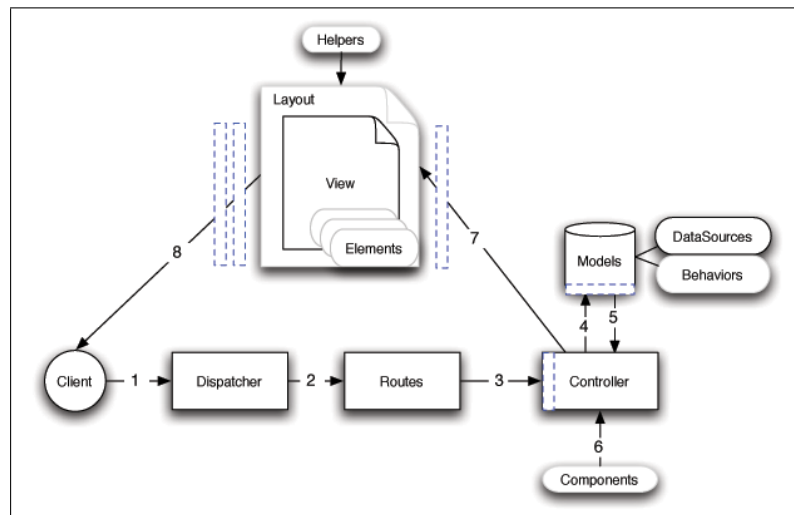 Helpers
Layout
View
Elements
8
7
DataSources
Models
Behaviors
4
5
Client
1
Dispatcher
2
Routes
3
Controller
6
Components